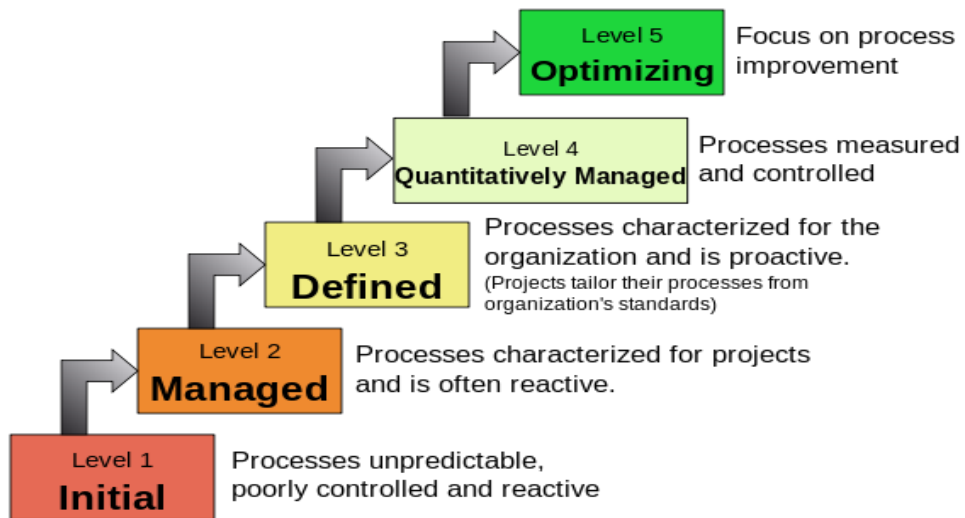 Level 5
Optimizing
Focus on process
improvement
Level 4
Quantitatively Managed
Processes measured
and controlled
Level 3
Defined
Processes characterized for the
organization and is proactive.
(Projects tailor their processes from
organization's standards)
Level 2
Managed
Processes characterized for projects
and is often reactive.
Level 1
Initial
Processes unpredictable,
poorly controlled and reactive